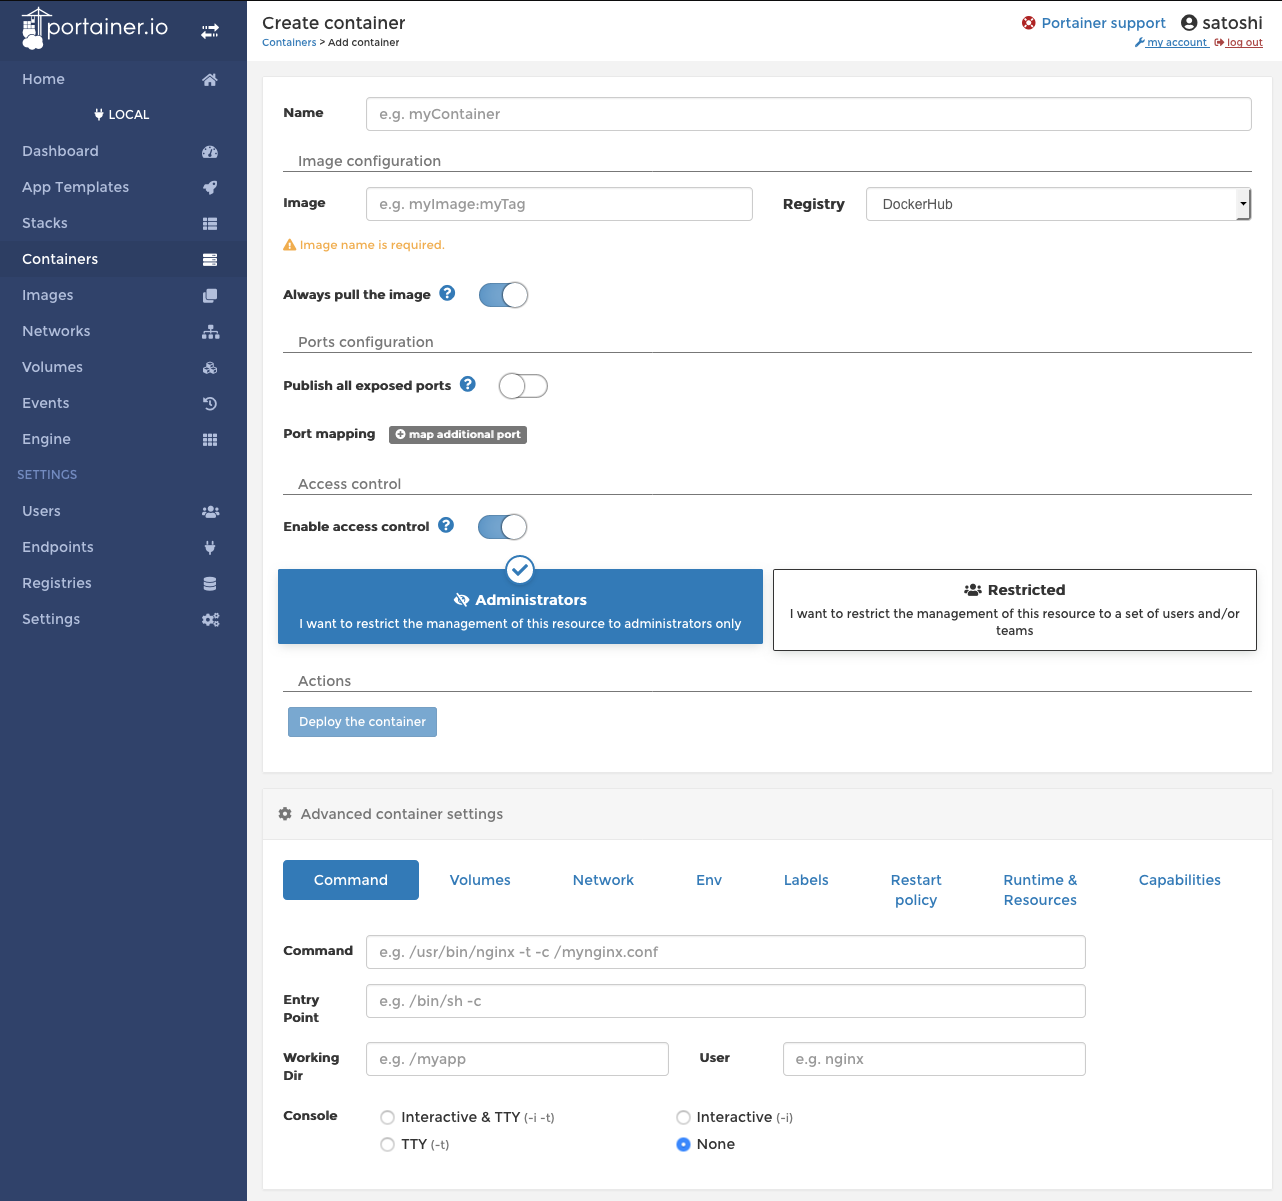 portainer.io
Home
LOCAL
Dashboard
App Templates
Stacks
Containers
Images
Networks
Volumes
Events
Engine
SETTINGS
Users
Endpoints
Registries
Settings
Create container
Containers > Add container
Portainer support
satoshi
my account
log out
Name
e.g. myContainer
Image configuration
Image
e.g. myImage:myTag
Registry
DockerHub
Image name is required.
Always pull the image
Ports configuration
Publish all exposed ports
Port mapping
map additional port
Access control
Enable access control
Administrators
I want to restrict the management of this resource to administrators only
Restricted
I want to restrict the management of this resource to a set of users and/or
teams
Actions
Deploy the container
Advanced container settings
Command
Volumes
Network
Env
Labels
Restart
policy
Runtime &
Resources
Capabilities
Command
e.g. /usr/bin/nginx -t -c /mynginx.conf
Entry
Point
e.g. /bin/sh -c
Working
Dir
e.g. /myapp
User
e.g. nginx
Console
Interactive & TTY (-i -t)
Interactive (-i)
TTY (-t)
None